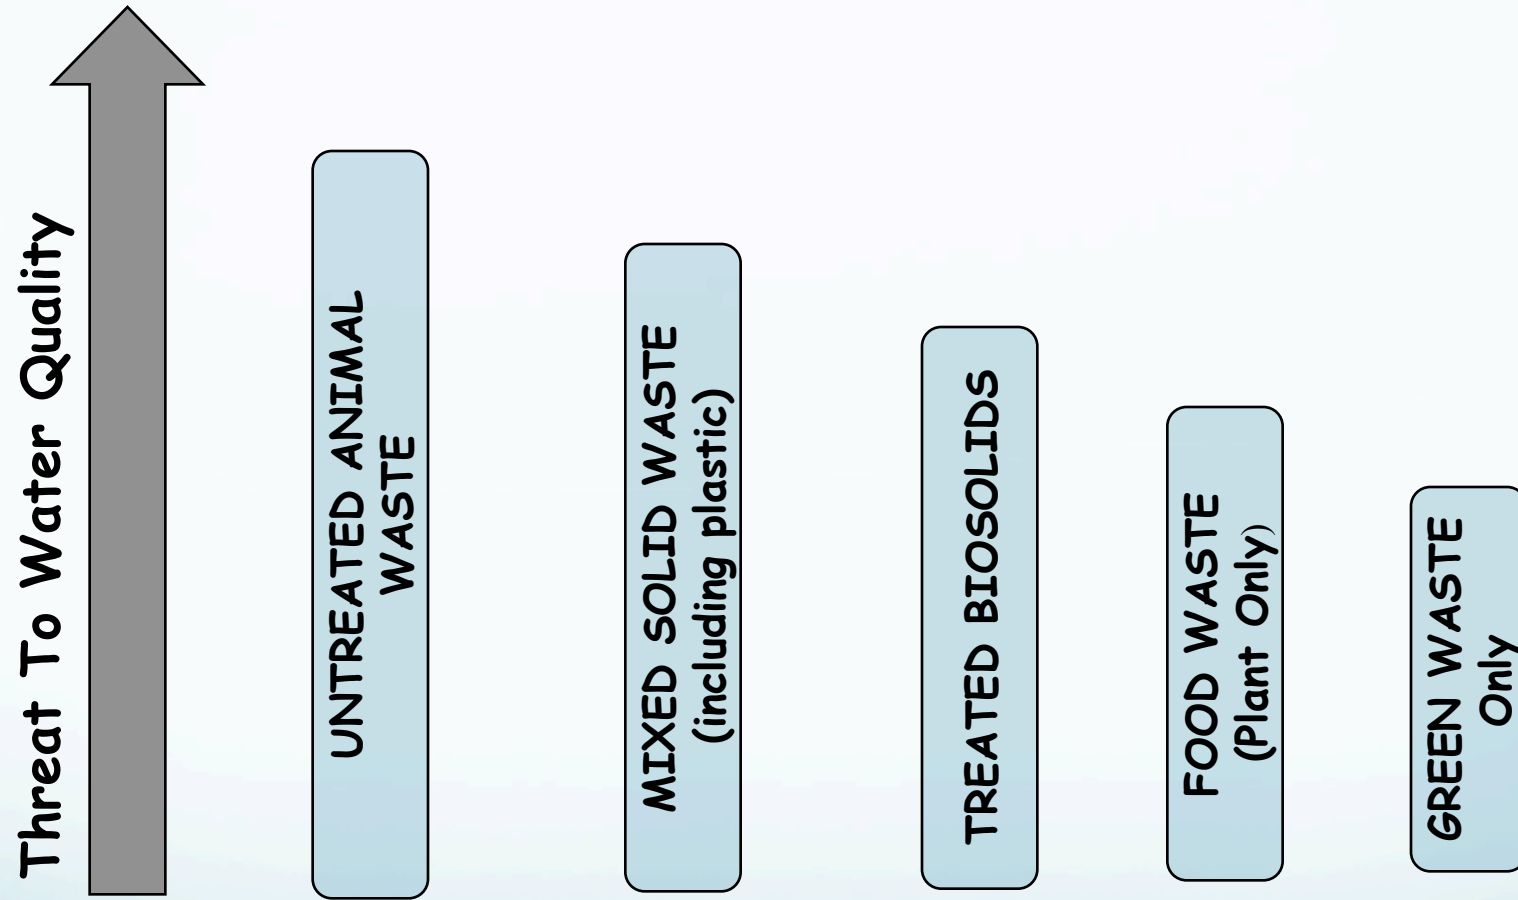 Threat To Water Quality
UNTREATED ANIMAL
WASTE
MIXED SOLID WASTE
(including plastic)
TREATED BIOSOLIDS
FOOD WASTE
(Plant Only)
GREEN WASTE
Only